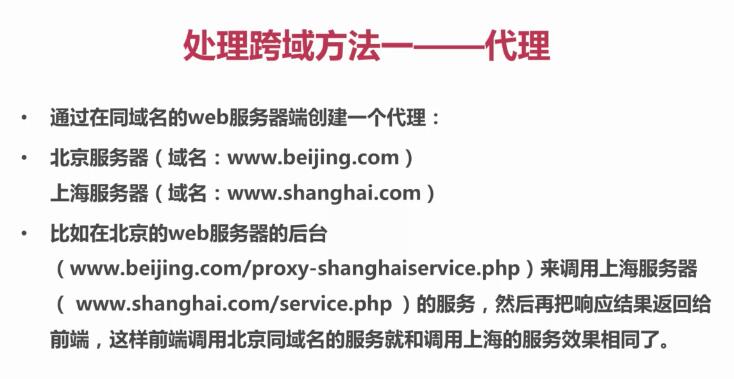 处理跨域方法一——代理
• 通过在同域名的web服务器端创建一个代理：
• 北京服务器（域名：www.beijing.com）
上海服务器（域名：www.shanghai.com）
• 比如在北京的web服务器的后台
（www.beijing.com/proxy-shanghaiservice.php）来调用上海服务器
（ www.shanghai.com/service.php ）的服务，然后再把响应结果返回给
前端，这样前端调用北京同域名的服务就和调用上海的服务效果相同了。